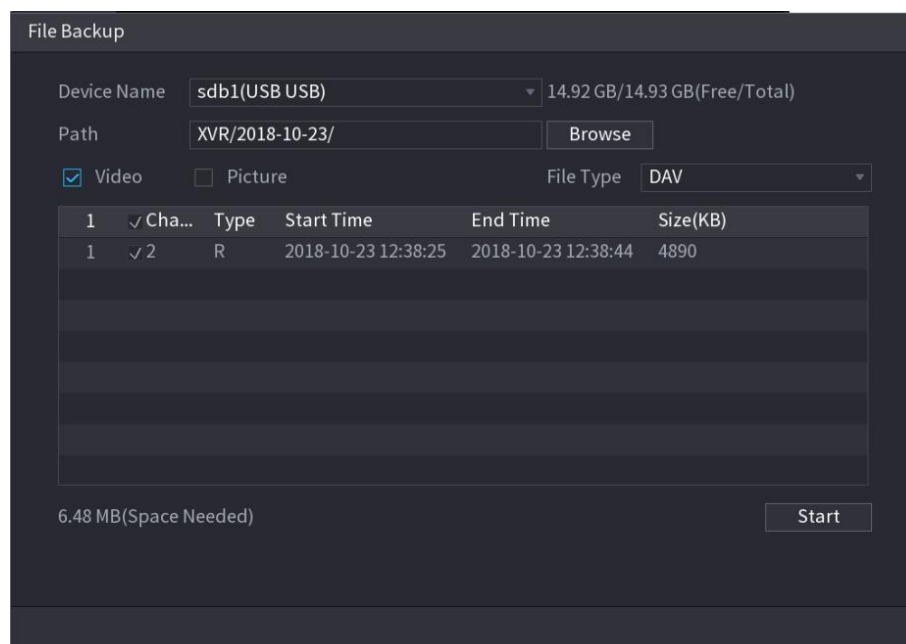 File Backup
Device Name sdb1(USB USB) 14.92 GB/14.93 GB(Free/Total)
Path XVR/2018-10-23/ Browse
Video Picture File Type DAV
1 Cha... Type Start Time End Time Size(KB)
1 2 R 2018-10-23 12:38:25 2018-10-23 12:38:44 4890
6.48 MB(Space Needed) Start